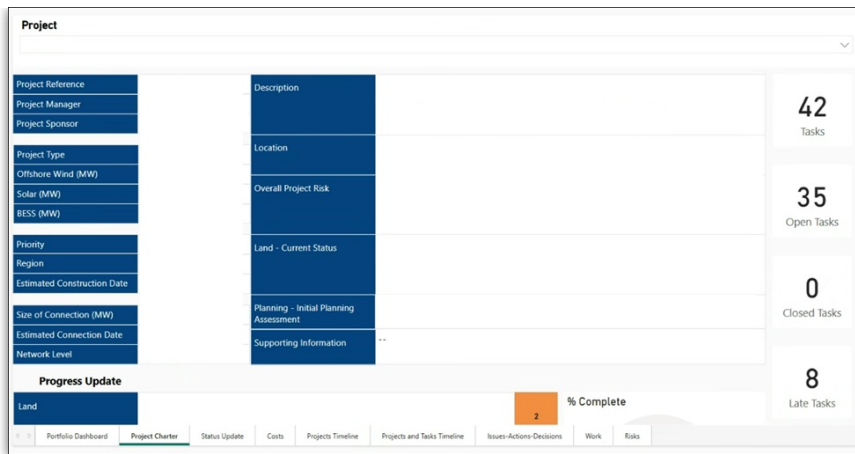 Project
Project Reference
Project Manager
Project Sponsor
Project Type
Offshore Wind (MW)
Solar (MW)
BESS (MW)
Priority
Region
Estimated Construction Date
Size of Connection (MW)
Estimated Connection Date
Network Level
Description
Location
Overall Project Risk
Land - Current Status
Planning - Initial Planning
Assessment
Supporting Information
--
42
Tasks
35
Open Tasks
0
Closed Tasks
8
Late Tasks
Progress Update
Land
2
% Complete
Portfolio Dashboard Project Charter Status Update Costs Projects Timeline Projects and Tasks Timeline Issues-Actions-Decisions Work Risks